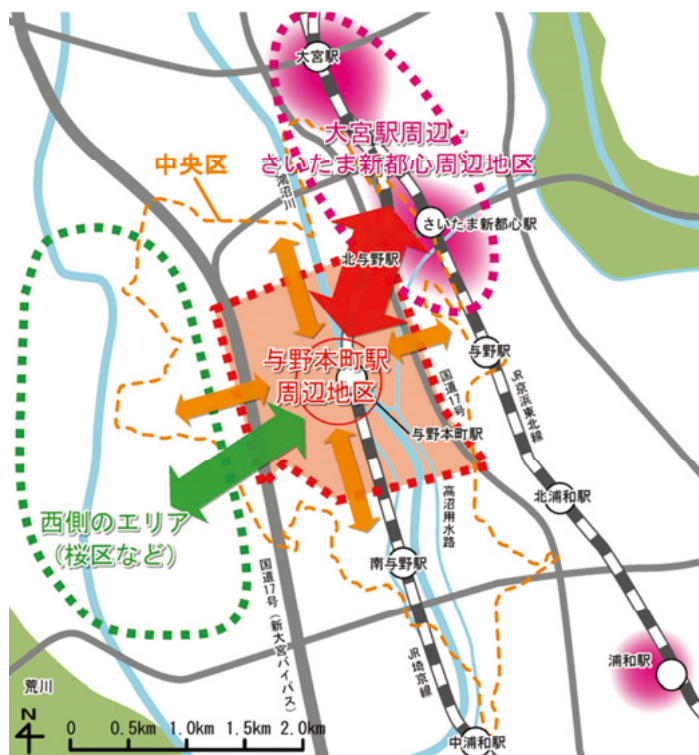 大宮駅
大宮駅周辺・
さいたま新都心周辺地区
中央区
鴻沼川
さいたま新都心駅
北与野駅
与野駅
与野本町駅
周辺地区
国道17号
JR京浜東北線
与野本町駅
北浦和駅
高沼用水路
西側のエリア
(桜区など)
南与野駅
国道17号(新大宮バイパス)
JR埼京線
浦和駅
荒川
中浦和駅
N
0 0.5km 1.0km 1.5km 2.0km